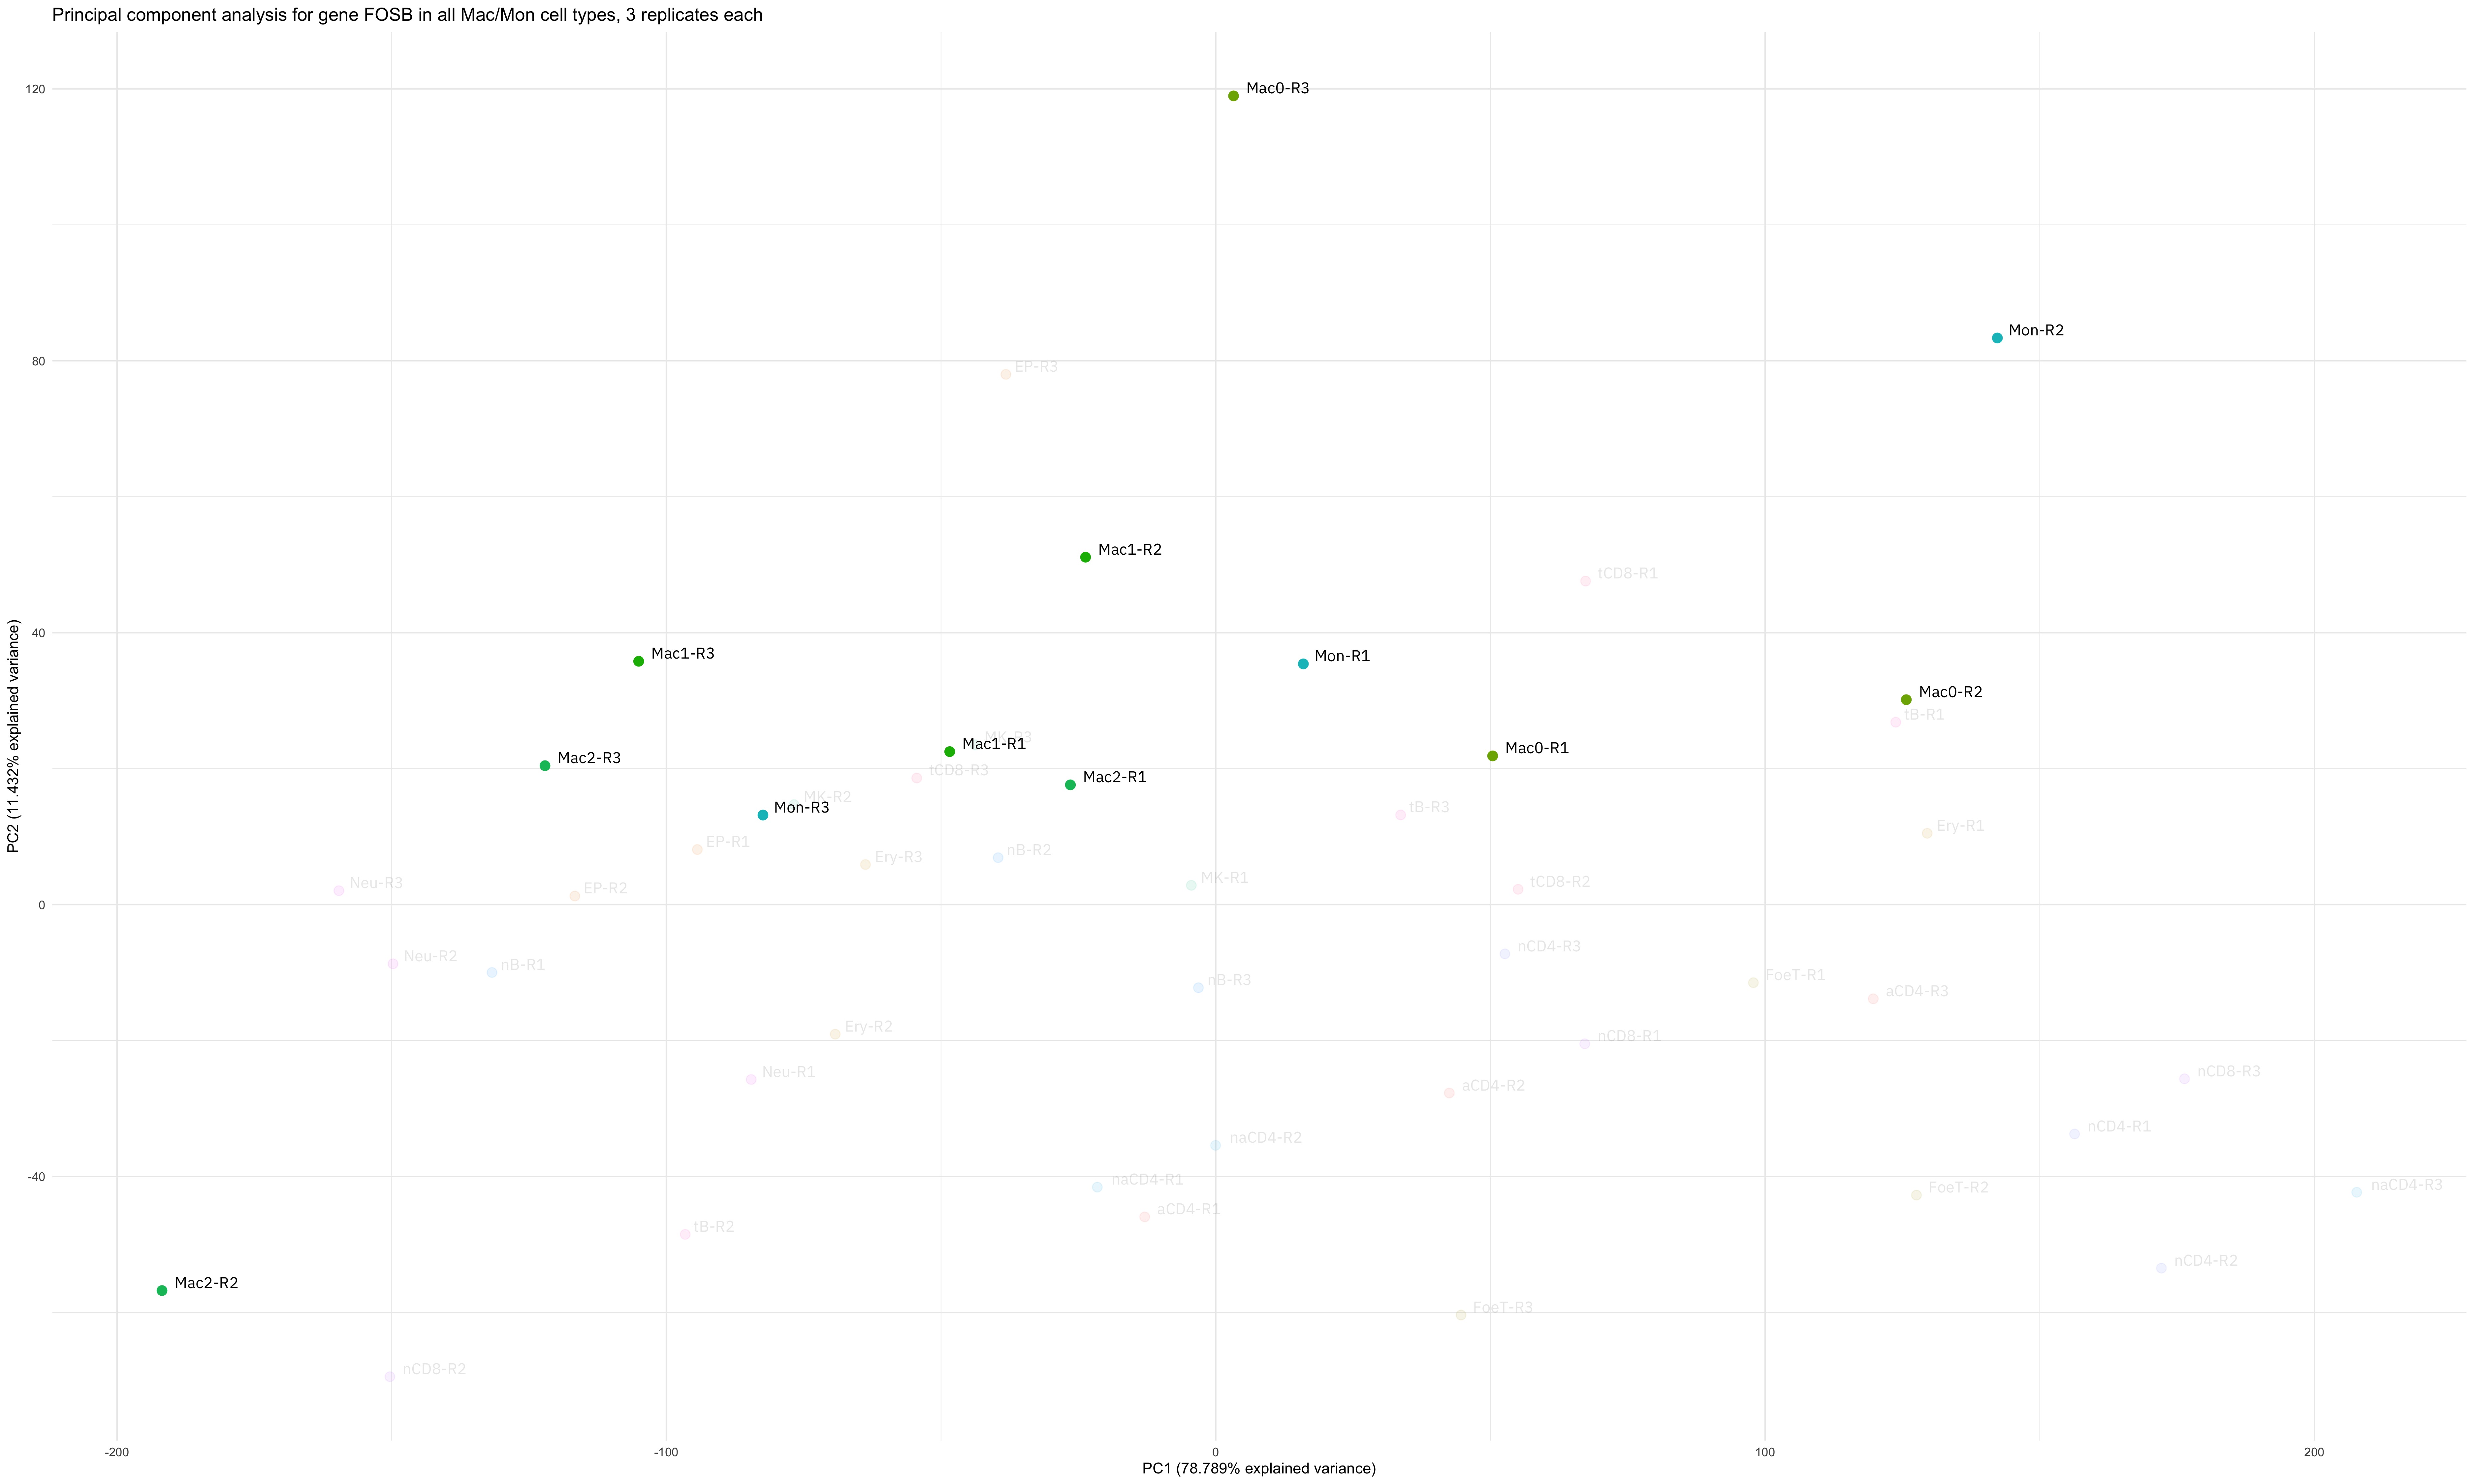 Principal component analysis for gene FOSB in all Mac/Mon cell types, 3 replicates each
120
Mac0-R3
Mon-R2
80
EP-R3
Mac1-R2
tCD8-R1
40
Mac1-R3
Mon-R1
Mac0-R2
tB-R1
MK-R3
Mac1-R1
Mac0-R1
Mac2-R3
tCD8-R3
Mac2-R1
MK-R2
Mon-R3
tB-R3
Ery-R1
EP-R1
nB-R2
Ery-R3
MK-R1
Neu-R3
tCD8-R2
EP-R2
0
nCD4-R3
Neu-R2
nB-R1
FoeT-R1
nB-R3
aCD4-R3
Ery-R2
nCD8-R1
Neu-R1
nCD8-R3
aCD4-R2
nCD4-R1
naCD4-R2
-40
naCD4-R1
naCD4-R3
FoeT-R2
aCD4-R1
tB-R2
nCD4-R2
Mac2-R2
FoeT-R3
nCD8-R2
PC2 (11.432% explained variance)
-200
-100
0
100
200
PC1 (78.789% explained variance)